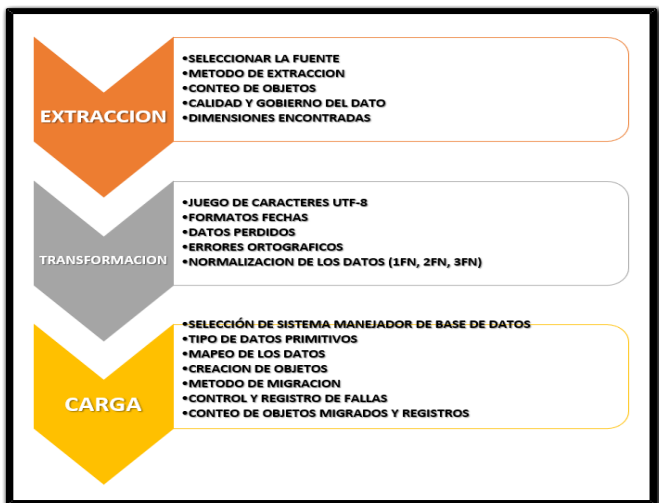 EXTRACCION
•SELECCIONAR LA FUENTE
•METODO DE EXTRACCION
•CONTEO DE OBJETOS
•CALIDAD Y GOBIERNO DEL DATO
•DIMENSIONES ENCONTRADAS
TRANSFORMACION
•JUEGO DE CARACTERES UTF-8
•FORMATOS FECHAS
•DATOS PERDIDOS
•ERRORES ORTOGRAFICOS
•NORMALIZACION DE LOS DATOS (1FN, 2FN, 3FN)
CARGA
•SELECCIÓN DE SISTEMA MANEJADOR DE BASE DE DATOS
•TIPO DE DATOS PRIMITIVOS
•MAPEO DE LOS DATOS
•CREACION DE OBJETOS
•METODO DE MIGRACION
•CONTROL Y REGISTRO DE FALLAS
•CONTEO DE OBJETOS MIGRADOS Y REGISTROS